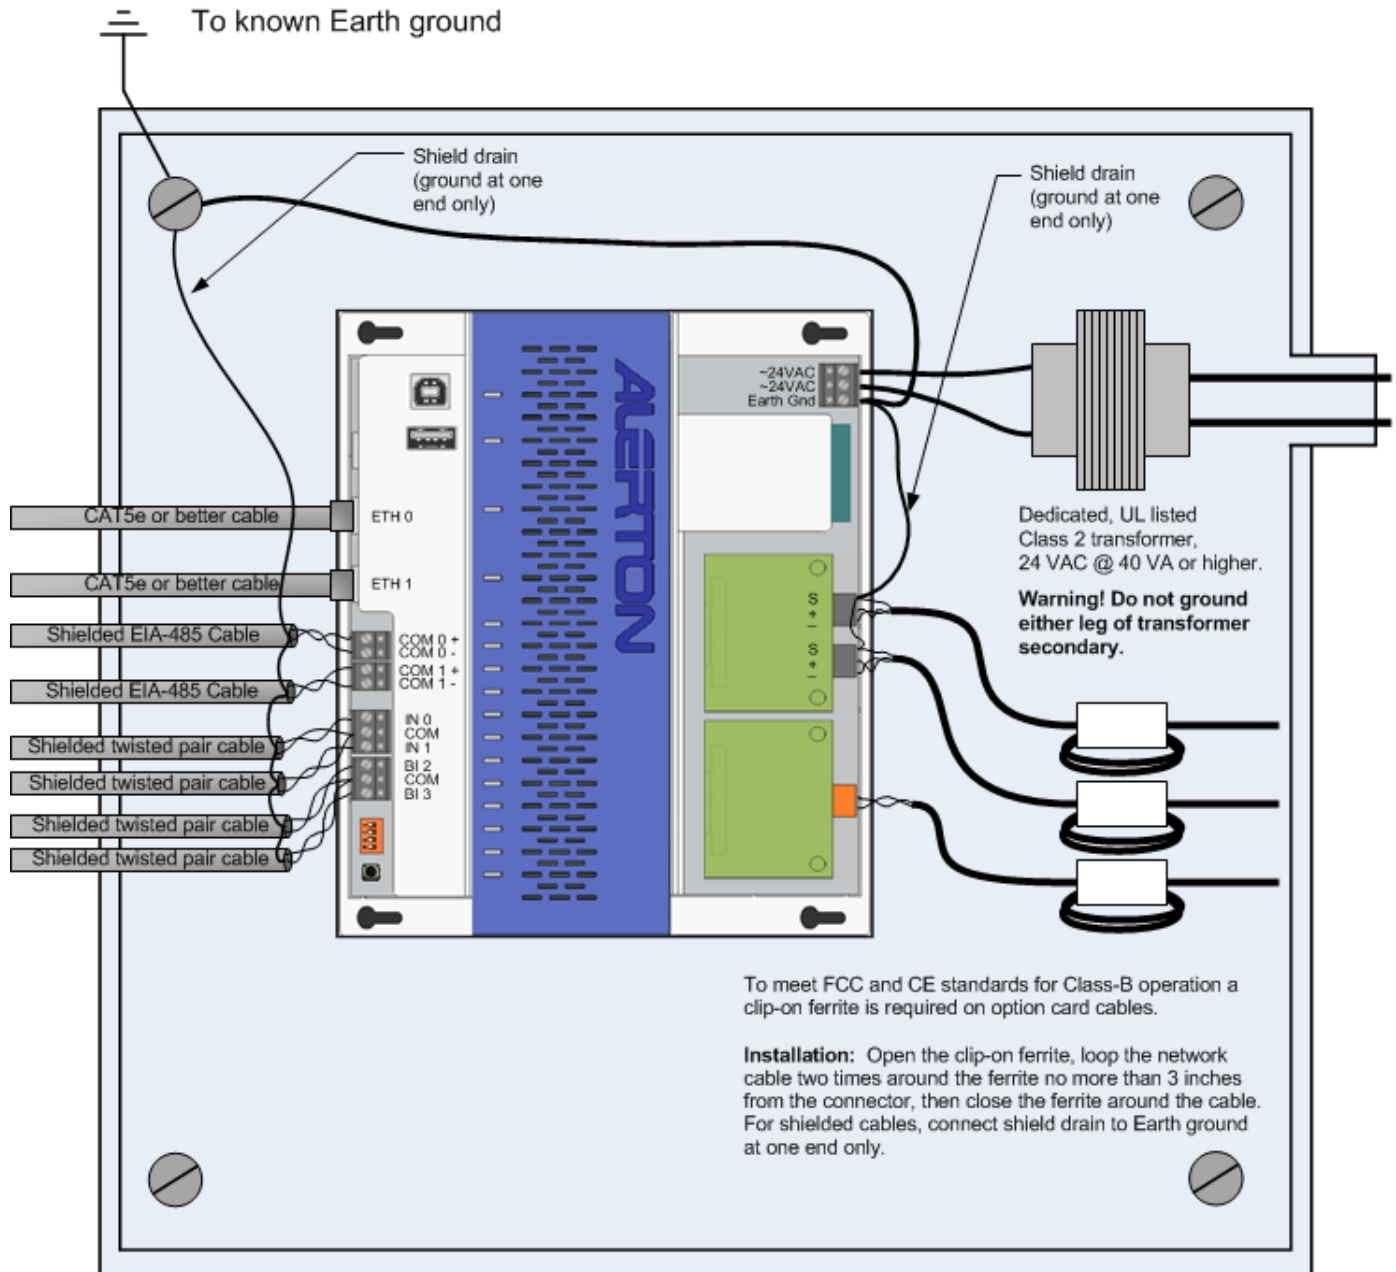 To known Earth ground
Shield drain
(ground at one
end only)
Shield drain
(ground at one
end only)
~24VAC
~24VAC
Earth Gnd
ALERTON
CAT5e or better cable
ETH 0
CAT5e or better cable
ETH 1
Shielded EIA-485 Cable
COM 0 +
COM 0 -
Shielded EIA-485 Cable
COM 1 +
COM 1 -
Shielded twisted pair cable
IN 0
COM
IN 1
Shielded twisted pair cable
BI 2
COM
BI 3
Shielded twisted pair cable
Shielded twisted pair cable
S
+
-
S
+
-
Dedicated, UL listed
Class 2 transformer,
24 VAC @ 40 VA or higher.
Warning! Do not ground
either leg of transformer
secondary.
To meet FCC and CE standards for Class-B operation a
clip-on ferrite is required on option card cables.
Installation: Open the clip-on ferrite, loop the network
cable two times around the ferrite no more than 3 inches
from the connector, then close the ferrite around the cable.
For shielded cables, connect shield drain to Earth ground
at one end only.